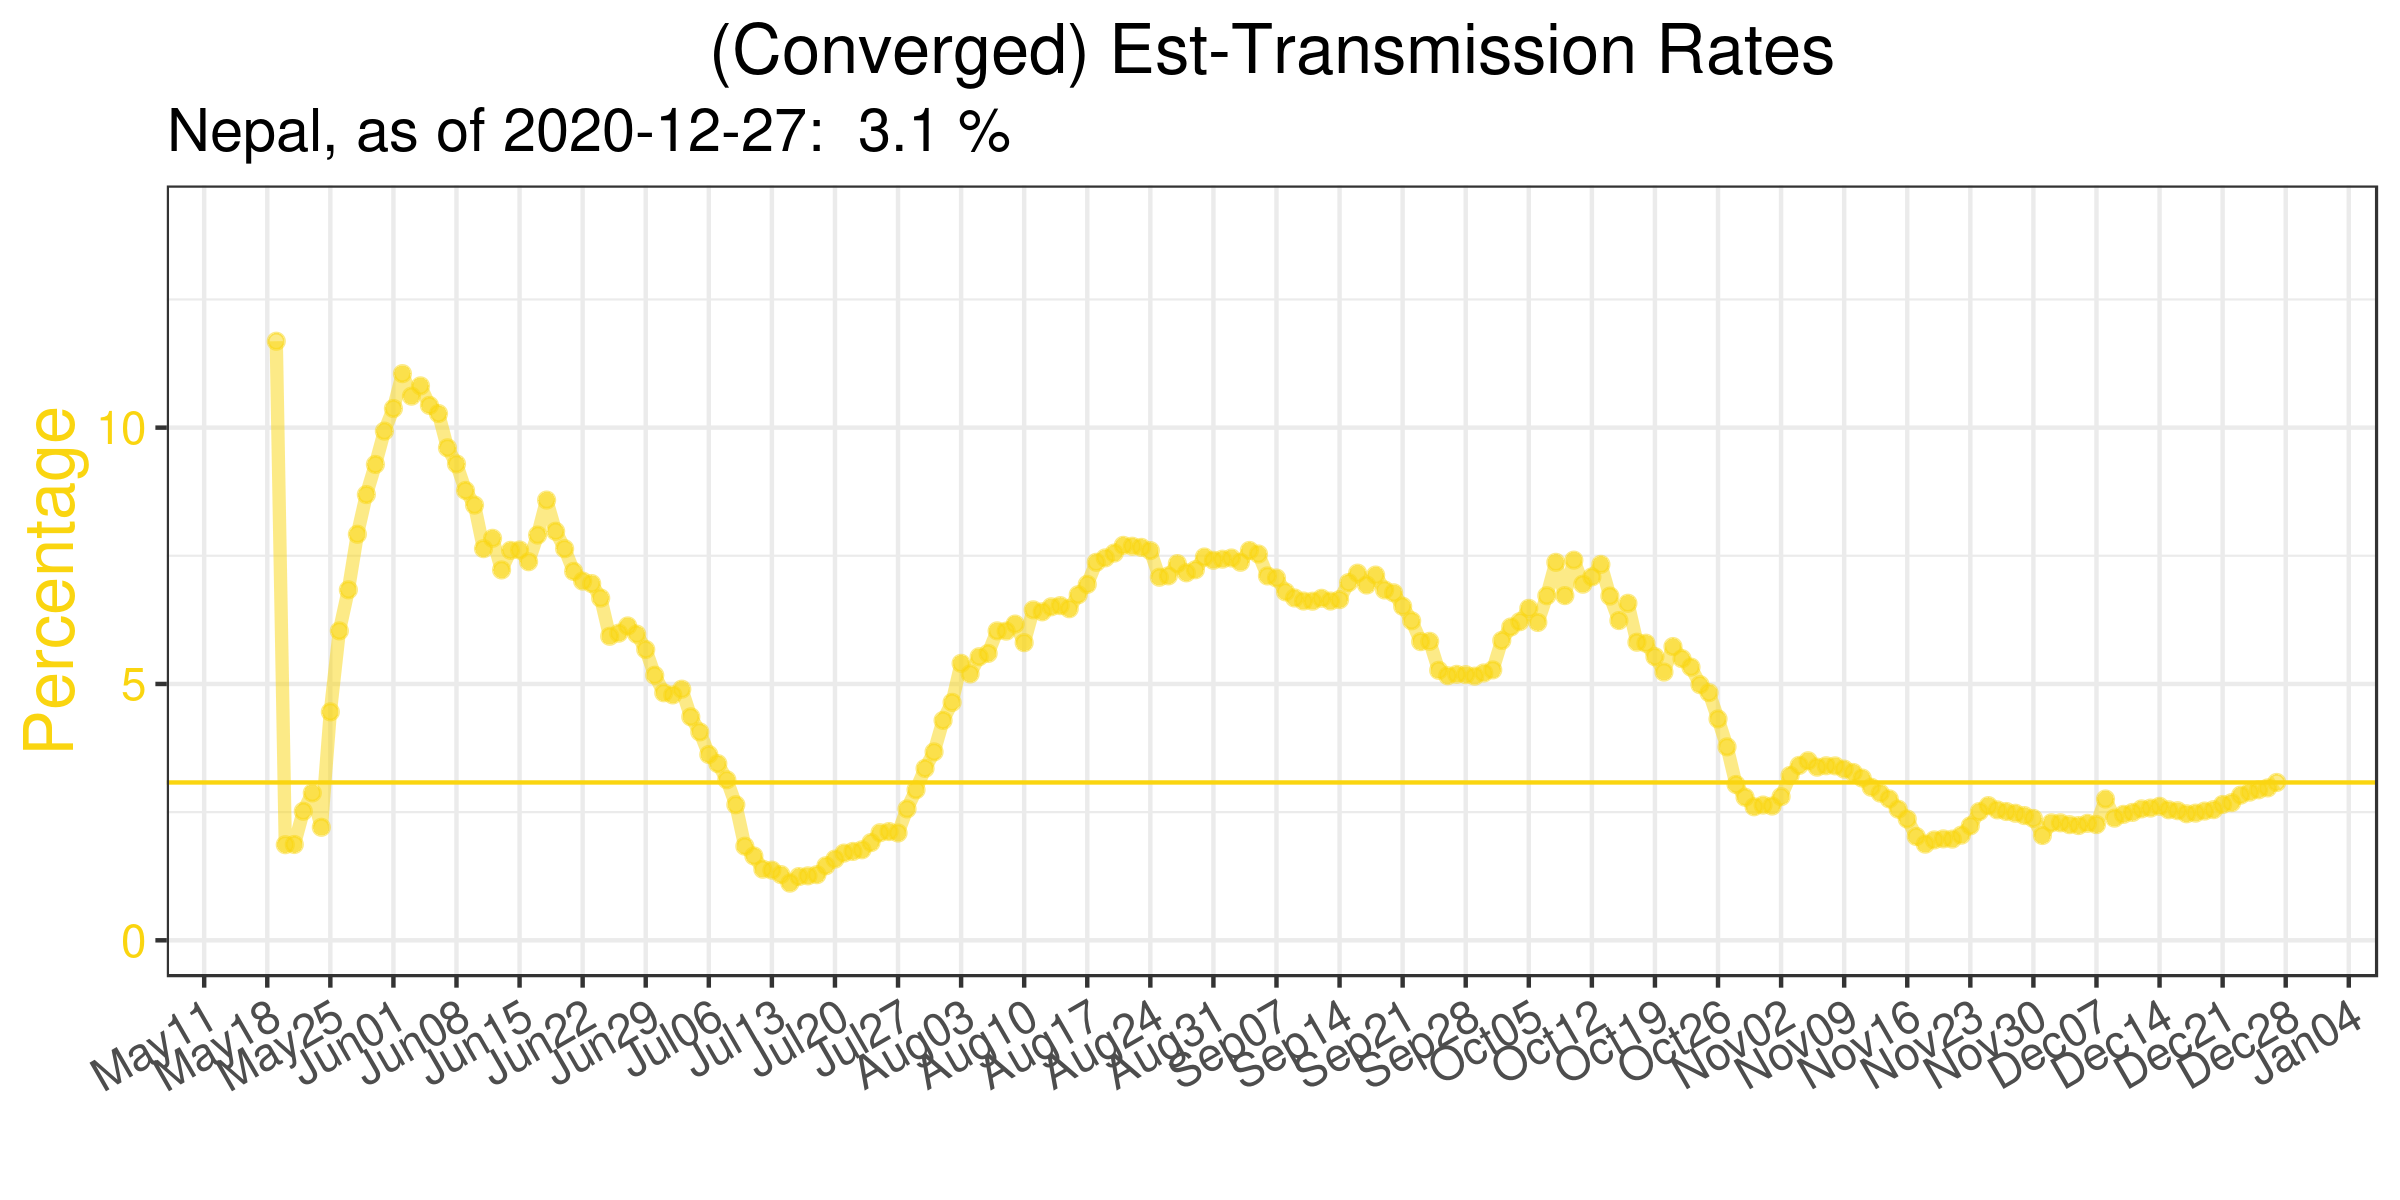 (Converged) Est-Transmission Rates
Nepal, as of 2020-12-27:  3.1 %
Percentage
10
5
0
May11
May18
May25
Jun01
Jun08
Jun15
Jun22
Jun29
Jul06
Jul13
Jul20
Jul27
Aug03
Aug10
Aug17
Aug24
Aug31
Sep07
Sep14
Sep21
Sep28
Oct05
Oct12
Oct19
Oct26
Nov02
Nov09
Nov16
Nov23
Nov30
Dec07
Dec14
Dec21
Dec28
Jan04